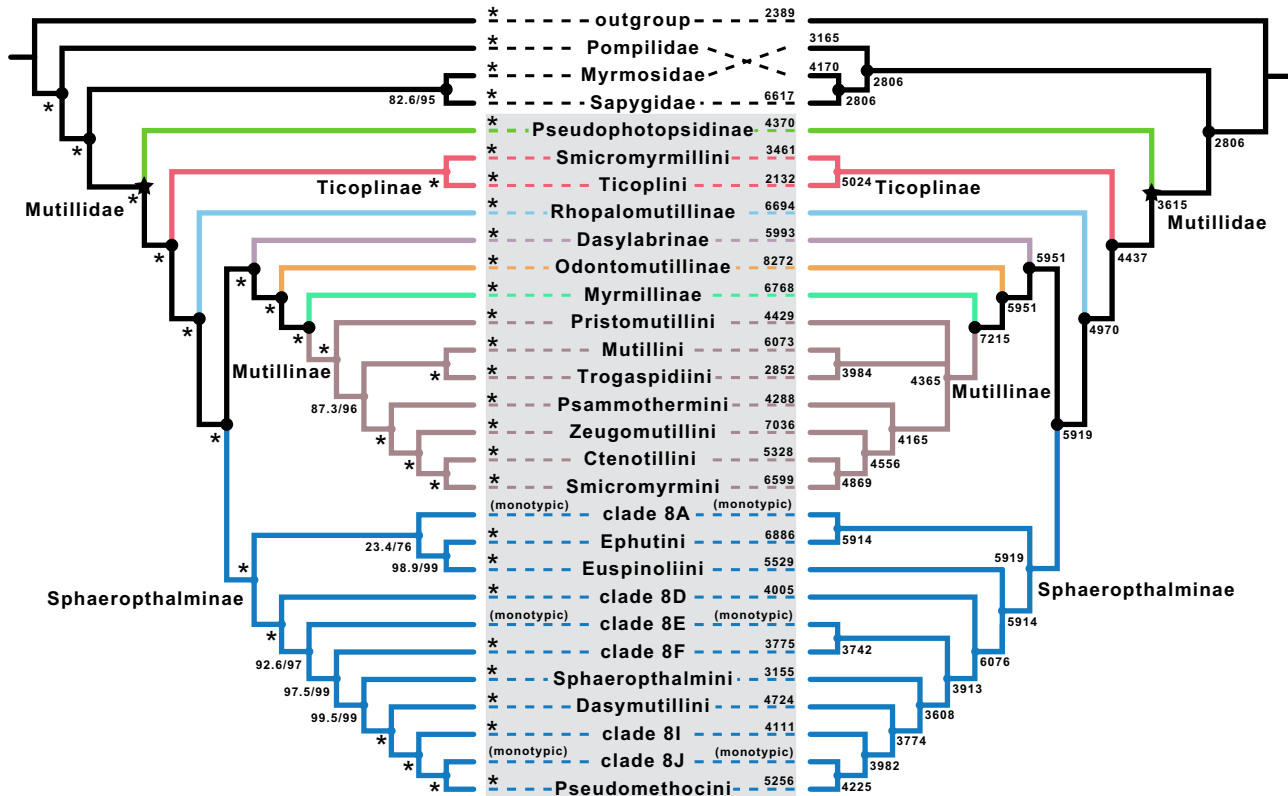 * outgroup 2389
* Pompilidae 3165
* Myrmosidae 4170
2806
82.6/95 * Sapygidae 6617 2806
*
* Pseudophotopsidinae 4370
* 2806
* Smicromyrmillini 3461
Ticoplinae * * Ticoplini 2132 5024 Ticoplinae
* 3615
Mutillidae * Rhopalomutillinae 6694 Mutillidae
* Dasylabrinae 5993
* 5951 4437
* Odontomutillinae 8272
* Myrmillinae 6768
* 5951
* Pristomutillini 4429
* * 7215 4970
* Mutillini 6073
* 3984
Mutillinae * Trogaspidiini 2852 4365 Mutillinae
87.3/96 * Psammothermini 4288
* Zeugomutillini 7036
* * 4165 5919
* Ctenotillini 5328
* 4556
* * Smicromyrmini 6599 4869
(monotypic) clade 8A (monotypic)
* Ephutini 6886 5914
23.4/76
98.9/99 * Euspinoliini 5529 5919
* Sphaeropthalminae
Sphaeropthalminae * clade 8D 4005
5914
(monotypic) clade 8E (monotypic)
* 3742
* clade 8F 3775
92.6/97 6076
* Sphaeropthalmini 3155
97.5/99 3913
* Dasymutillini 4724
99.5/99 3608
* clade 8I 4111
* 3774
(monotypic) clade 8J (monotypic)
* 3982
* * Pseudomethocini 5256 4225